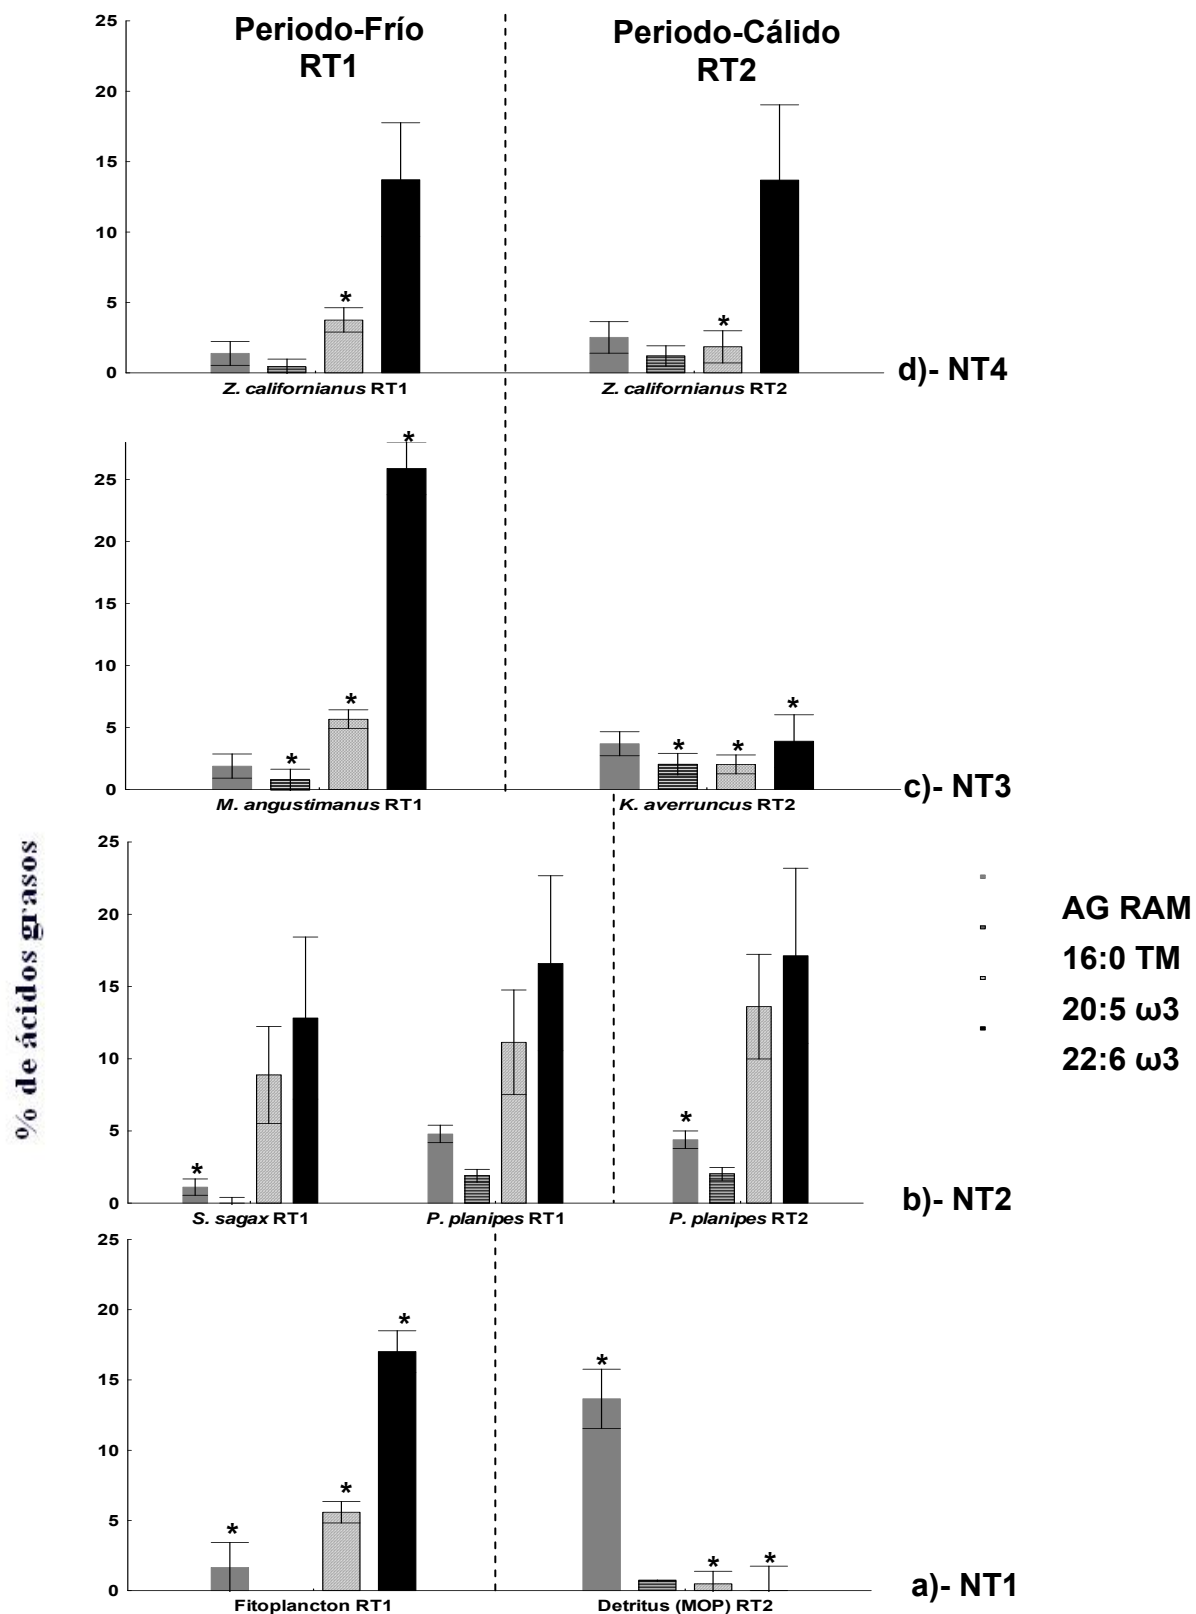 Periodo-Frío
RT1
Periodo-Cálido
RT2
25
20
15
10
5
0
*
*
Z. californianus RT1
Z. californianus RT2
d)- NT4
25
20
15
10
5
0
*
*
*
*
*
*
M. angustimanus RT1
K. averruncus RT2
c)- NT3
% de ácidos grasos
25
20
15
10
5
0
*
*
S. sagax RT1
P. planipes RT1
P. planipes RT2
b)- NT2
AG RAM
16:0 TM
20:5 ω3
22:6 ω3
25
20
15
10
5
0
*
*
*
*
*
*
Fitoplancton RT1
Detritus (MOP) RT2
a)- NT1